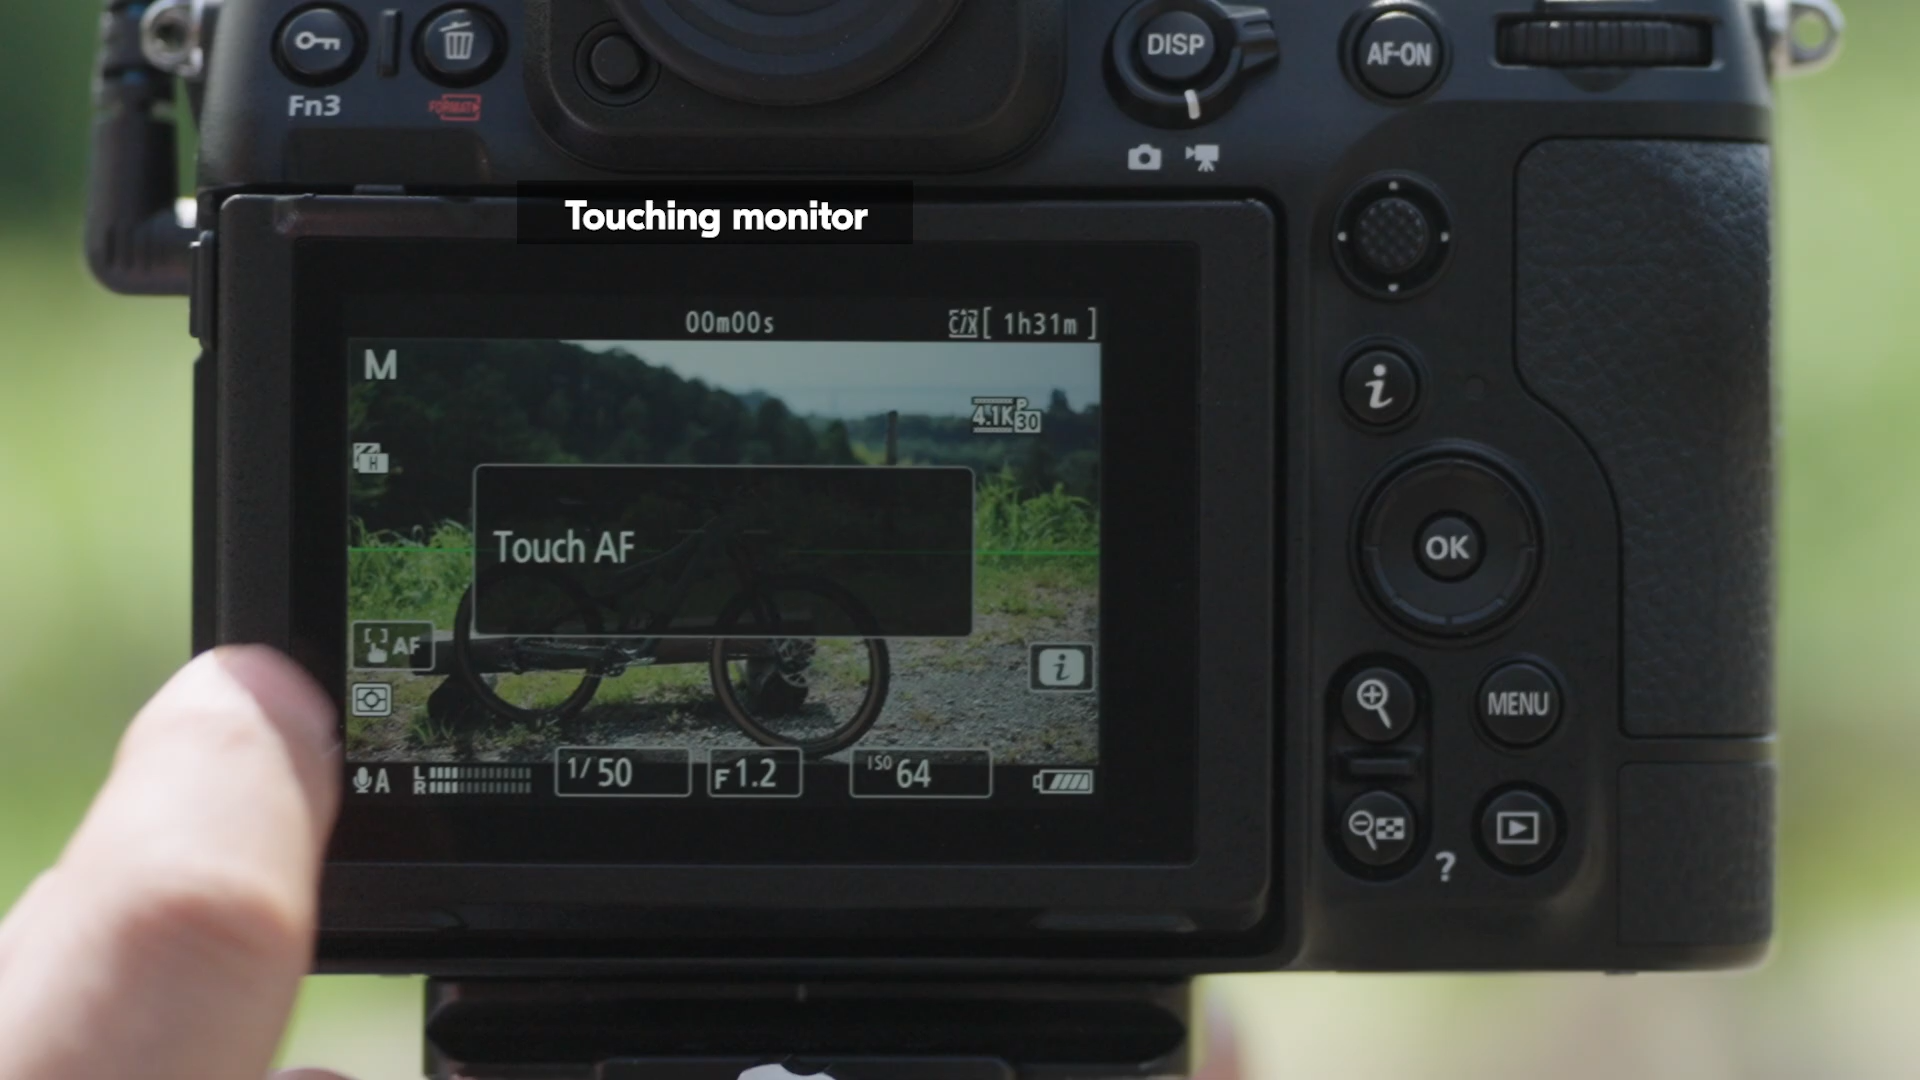 DISP
AF-ON
Fn3
FORMAT
Touching monitor
00m00s
[ 1h31m ]
M
4.1K P 30
H
Touch AF
OK
AF
i
i
MENU
1/50
F1.2
ISO 64
A
L
R
?